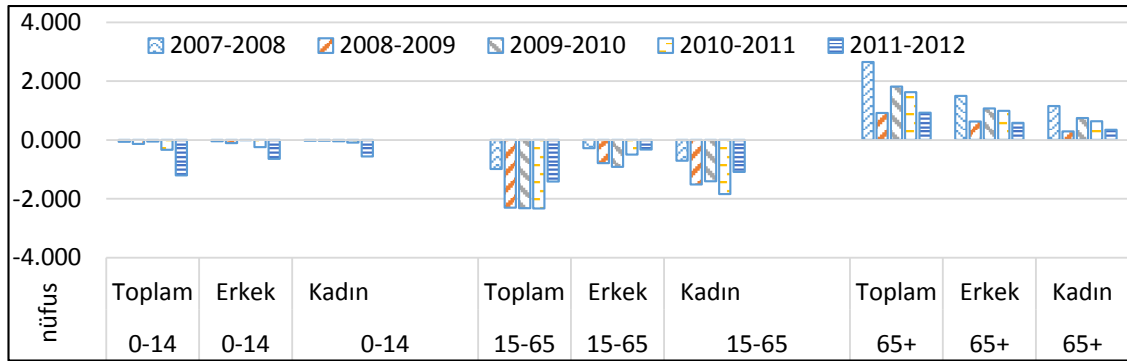 4.000
2007-2008 2008-2009 2009-2010 2010-2011 2011-2012
2.000
0.000
-2.000
-4.000
nüfus
Toplam Erkek Kadın Toplam Erkek Kadın Toplam Erkek Kadın
0-14 0-14 0-14 15-65 15-65 15-65 65+ 65+ 65+